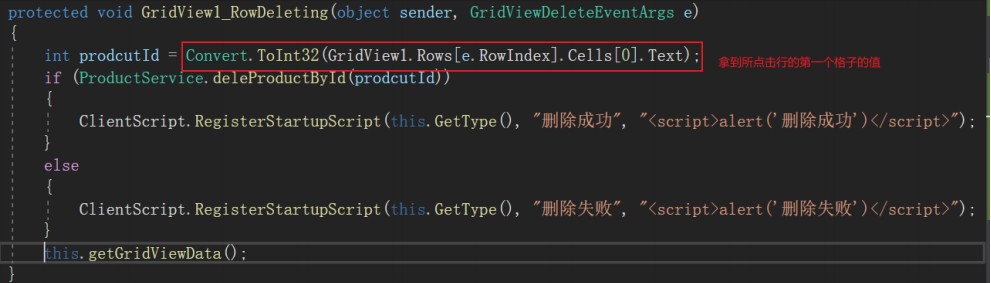 protected void GridView1_RowDeleting(object sender, GridViewDeleteEventArgs e)
{
int prodcutId = Convert.ToInt32(GridView1.Rows[e.RowIndex].Cells[0].Text); 拿到所点击行的第一个格子的值
if (ProductService.deleProductById(prodcutId))
{
ClientScript.RegisterStartupScript(this.GetType(), "删除成功", "<script>alert('删除成功')</script>");
}
else
{
ClientScript.RegisterStartupScript(this.GetType(), "删除失败", "<script>alert('删除失败')</script>");
}
this.getGridViewData();
}